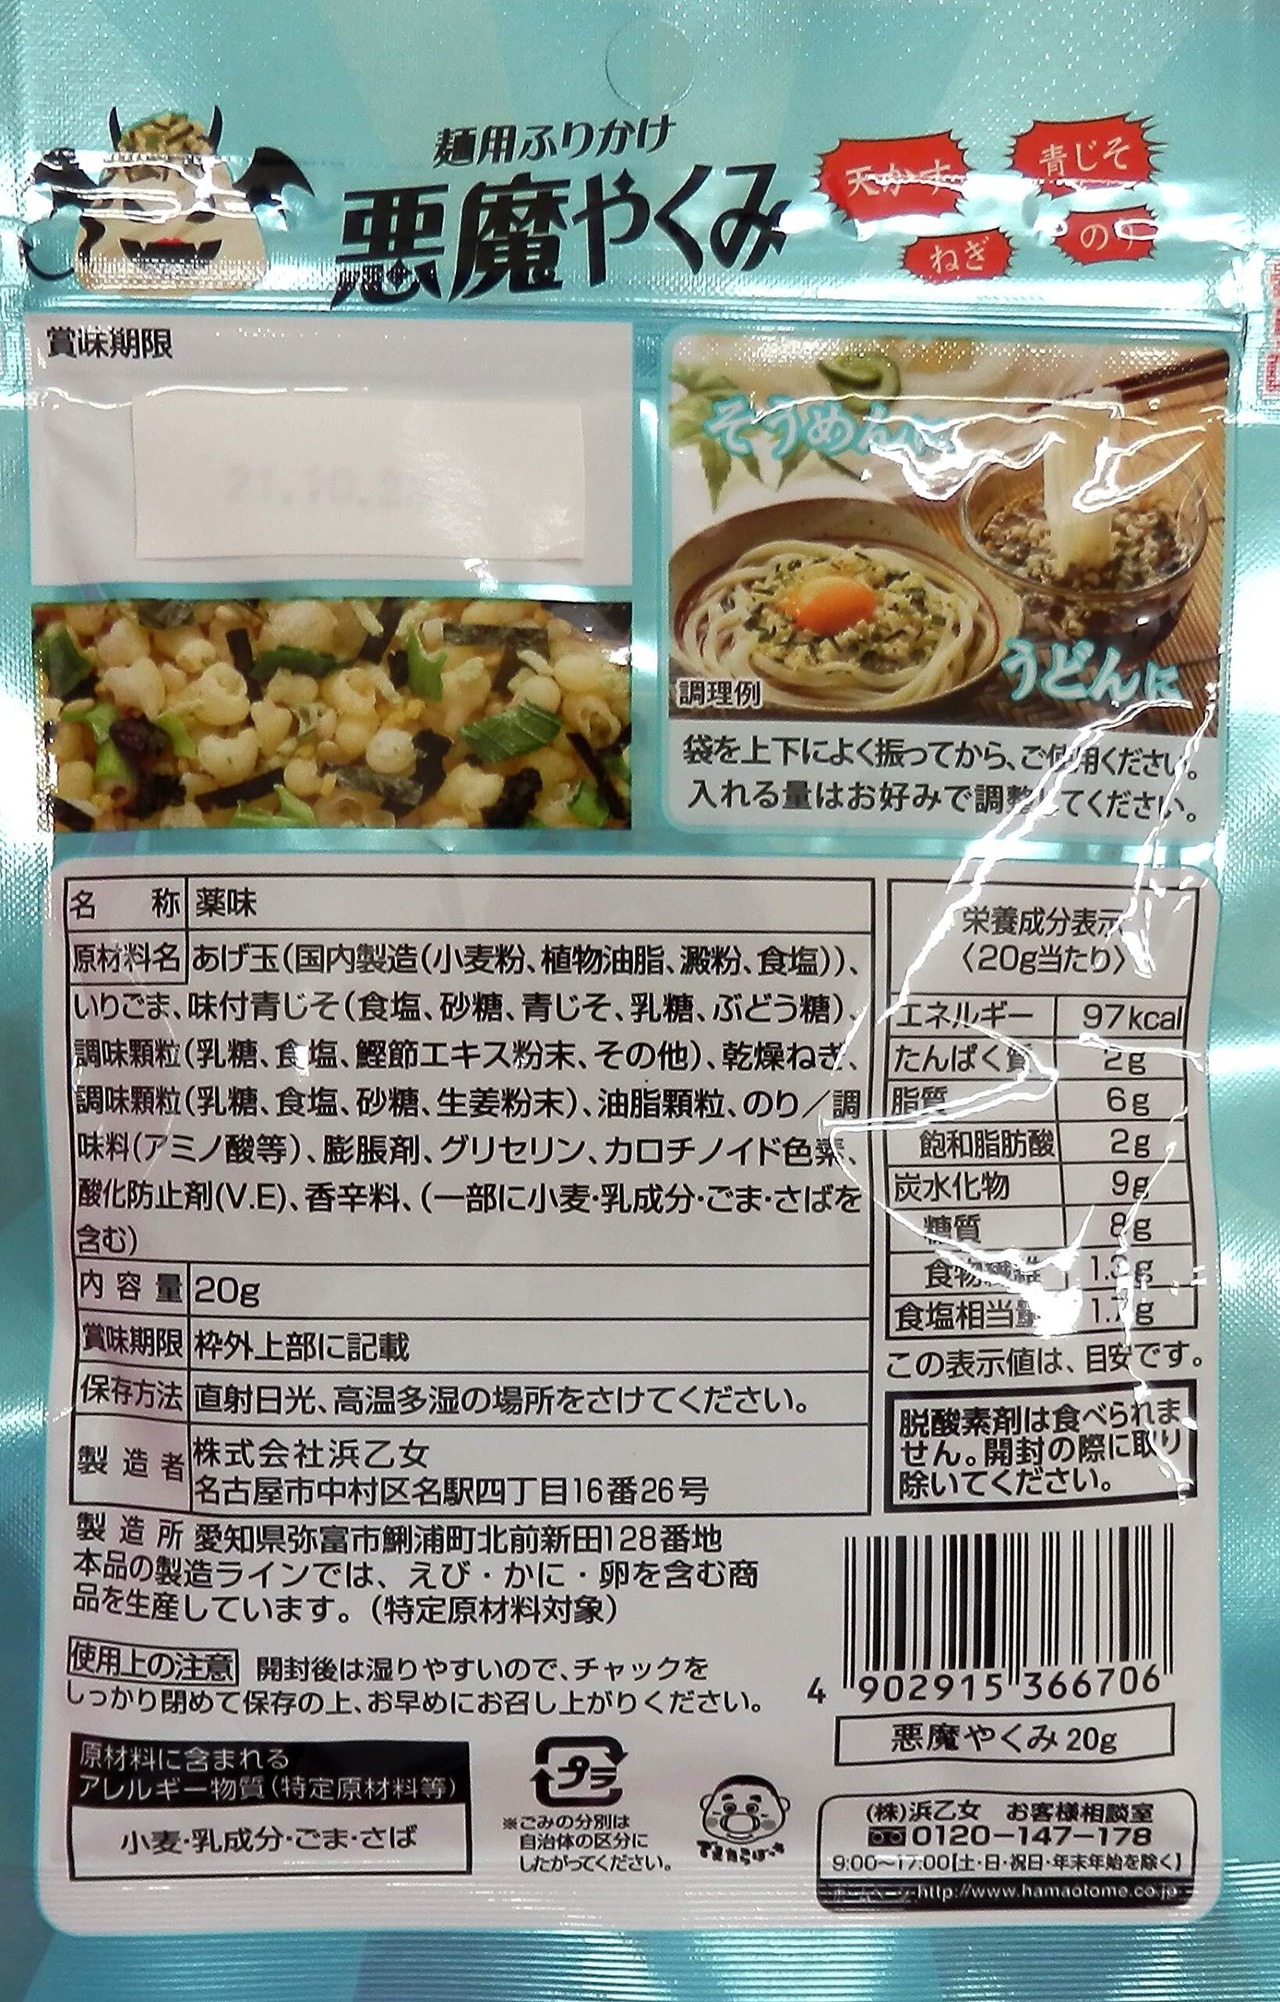 麺用ふりかけ
悪魔やくみ
天かす
青じそ
ねぎ
のり
賞味期限
21.10.2
そうめんに
うどんに
調理例
袋を上下によく振ってから、ご使用ください。
入れる量はお好みで調整してください。
名 称 薬味
原材料名 あげ玉(国内製造(小麦粉、植物油脂、澱粉、食塩))、
いりごま、味付青じそ(食塩、砂糖、青じそ、乳糖、ぶどう糖)、
調味顆粒(乳糖、食塩、鰹節エキス粉末、その他)、乾燥ねぎ、
調味顆粒(乳糖、食塩、砂糖、生姜粉末)、油脂顆粒、のり/調
味料(アミノ酸等)、膨脹剤、グリセリン、カロチノイド色素、
酸化防止剤(V.E)、香辛料、(一部に小麦・乳成分・ごま・さばを
含む)
内容量 20g
賞味期限 枠外上部に記載
保存方法 直射日光、高温多湿の場所をさけてください。
製造者 株式会社浜乙女
名古屋市中村区名駅四丁目16番26号
製造所 愛知県弥富市鯏浦町北前新田128番地
本品の製造ラインでは、えび・かに・卵を含む商
品を生産しています。(特定原材料対象)
使用上の注意 開封後は湿りやすいので、チャックを
しっかり閉めて保存の上、お早めにお召し上がりください。
原材料に含まれる
アレルギー物質(特定原材料等)
小麦・乳成分・ごま・さば
プラ
※ごみの分別は
自治体の区分に
したがってください。
栄養成分表示
〈20g当たり〉
エネルギー 97kcal
たんぱく質 2g
脂質 6g
飽和脂肪酸 2g
炭水化物 9g
糖質 8g
食物繊維 1.3g
食塩相当量 1.7g
この表示値は、目安です。
脱酸素剤は食べられま
せん。開封の際に取り
除いてください。
4 902915 366706
悪魔やくみ 20g
(株)浜乙女 お客様相談室
0120-147-178
9:00～17:00【土・日・祝日・年末年始を除く】
ホームページ http://www.hamaotome.co.jp